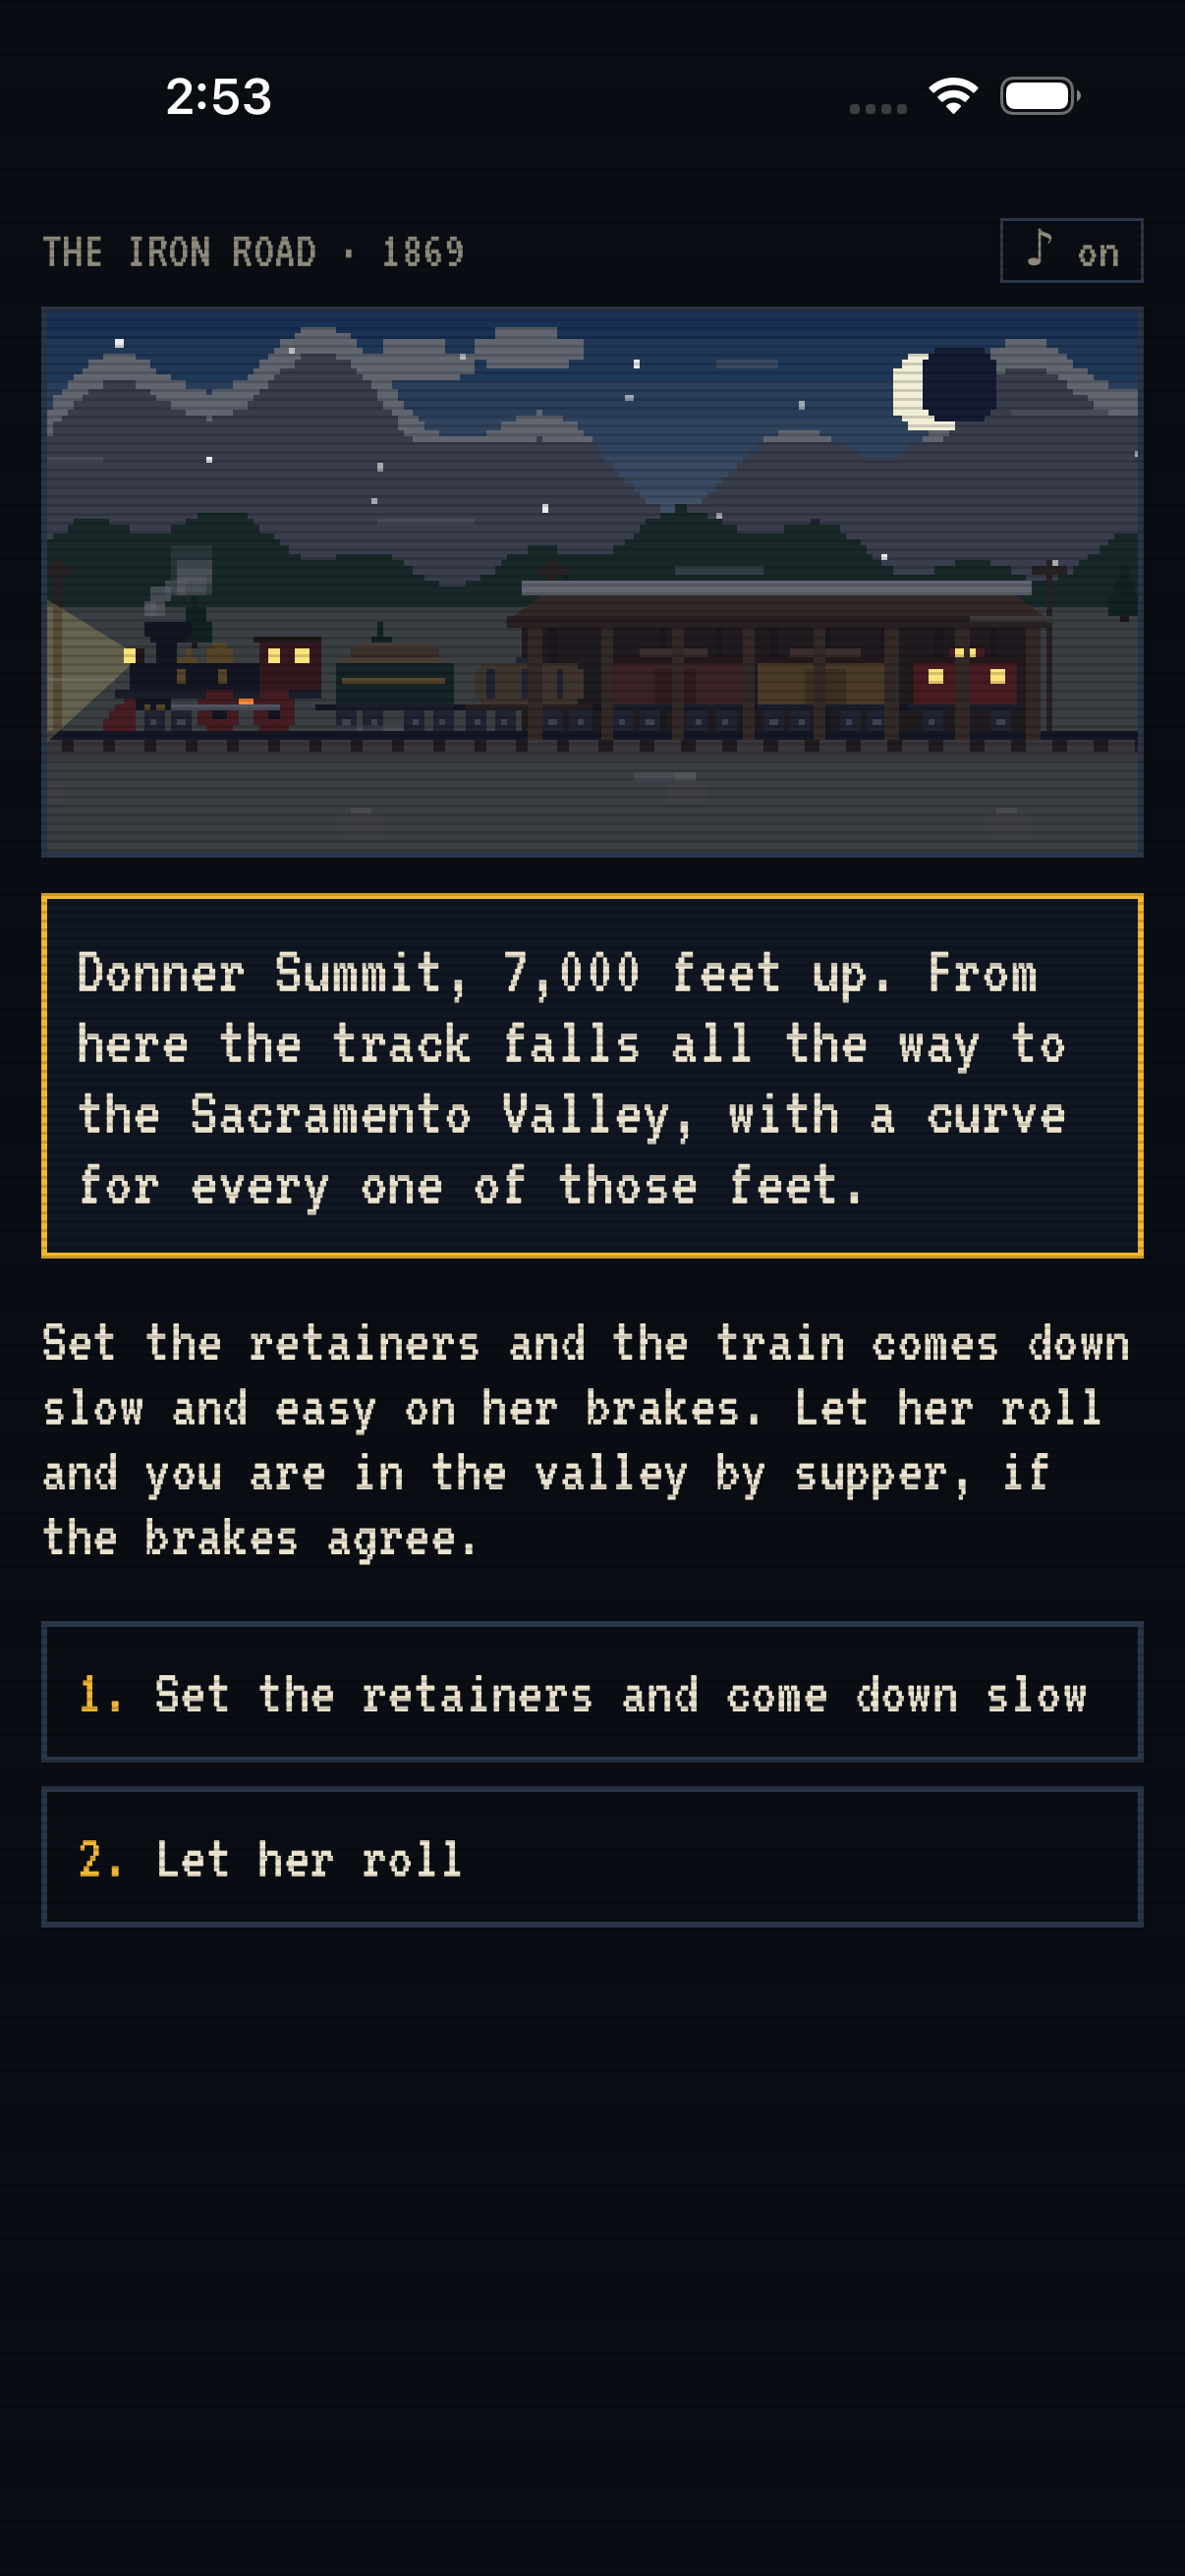 2:53
THE IRON ROAD · 1869
♪ on
Donner Summit, 7,000 feet up. From
here the track falls all the way to
the Sacramento Valley, with a curve
for every one of those feet.
Set the retainers and the train comes down
slow and easy on her brakes. Let her roll
and you are in the valley by supper, if
the brakes agree.
1. Set the retainers and come down slow
2. Let her roll